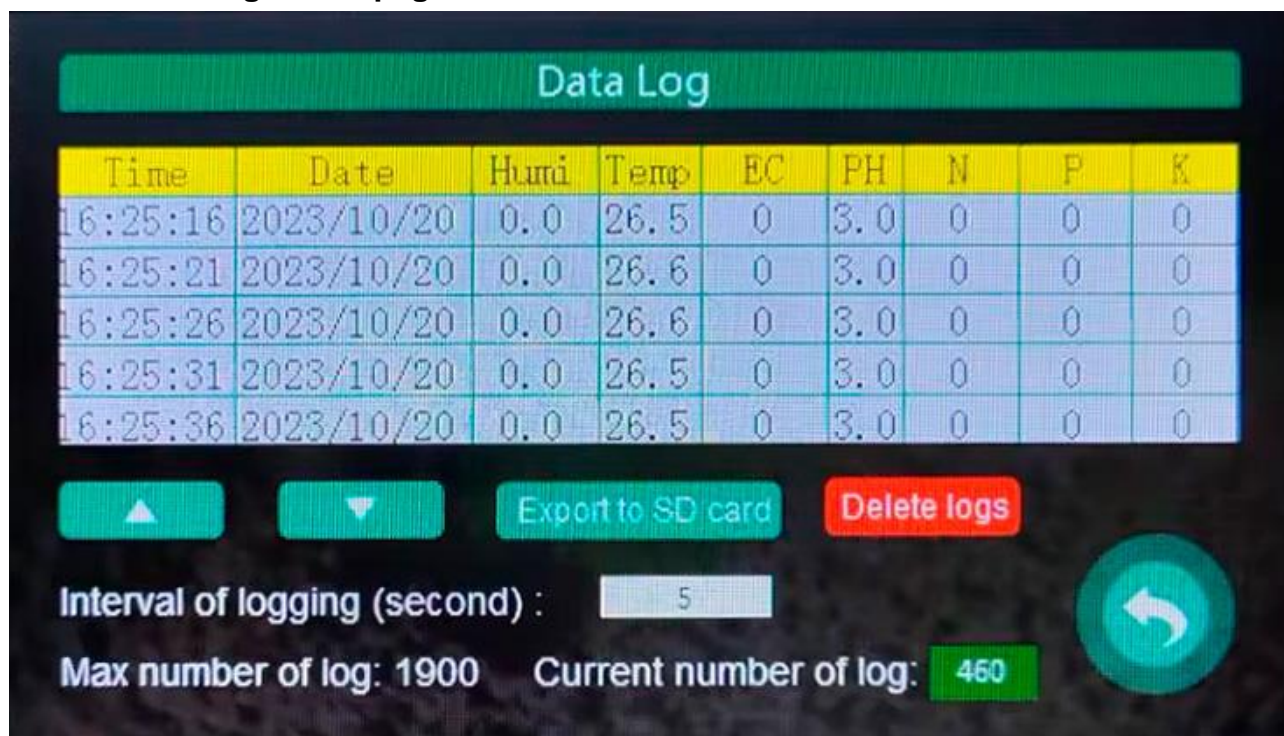 Data Log
Time Date Humi Temp EC PH N P K
16:25:16 2023/10/20 0.0 26.5 0 3.0 0 0 0
16:25:21 2023/10/20 0.0 26.6 0 3.0 0 0 0
16:25:26 2023/10/20 0.0 26.6 0 3.0 0 0 0
16:25:31 2023/10/20 0.0 26.5 0 3.0 0 0 0
16:25:36 2023/10/20 0.0 26.5 0 3.0 0 0 0
Export to SD card Delete logs
Interval of logging (second) : 5
Max number of log: 1900 Current number of log: 460